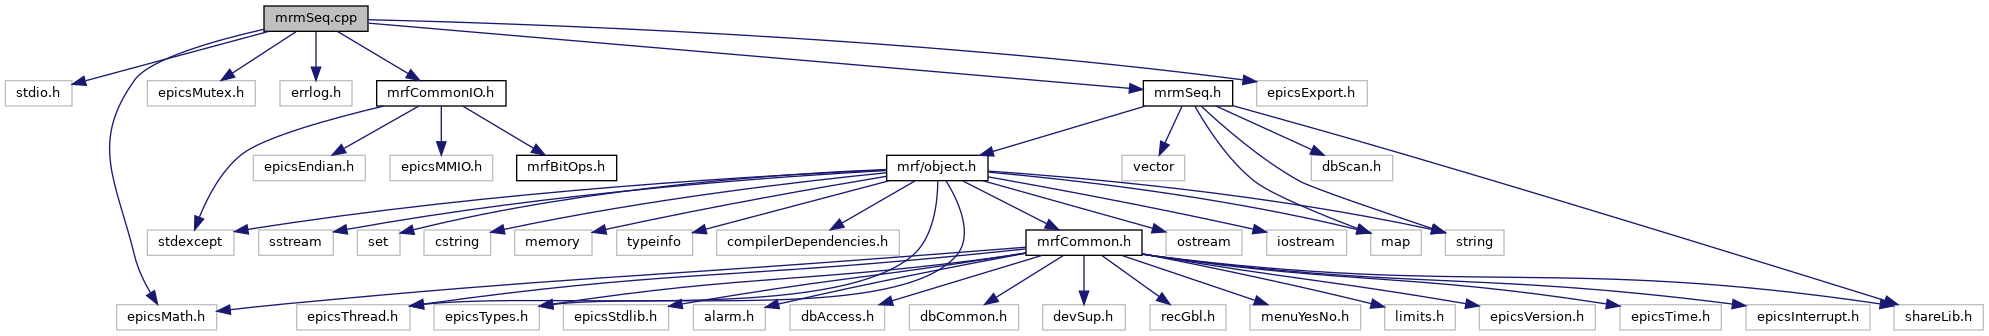 mrmSeq.cpp
stdio.h
epicsMutex.h
errlog.h
mrfCommonIO.h
mrmSeq.h
epicsExport.h
epicsEndian.h
epicsMMIO.h
mrfBitOps.h
mrf/object.h
vector
dbScan.h
stdexcept
sstream
set
cstring
memory
typeinfo
compilerDependencies.h
mrfCommon.h
ostream
iostream
map
string
epicsMath.h
epicsThread.h
epicsTypes.h
epicsStdlib.h
alarm.h
dbAccess.h
dbCommon.h
devSup.h
recGbl.h
menuYesNo.h
limits.h
epicsVersion.h
epicsTime.h
epicsInterrupt.h
shareLib.h